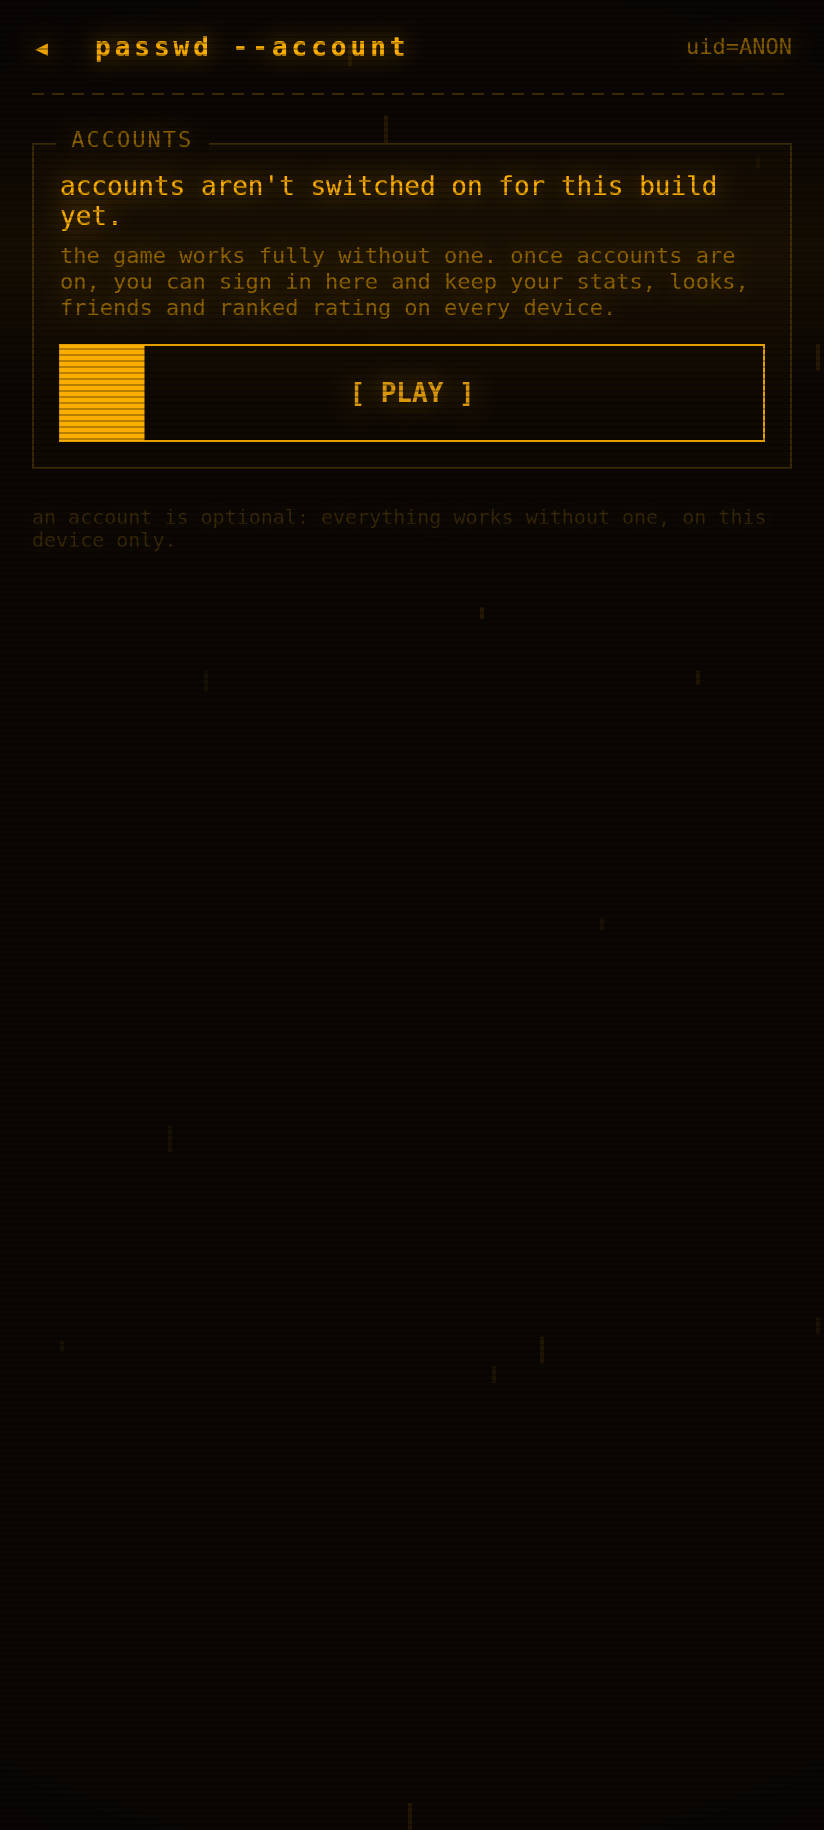 ◂ passwd --account
uid=ANON
ACCOUNTS
accounts aren't switched on for this build
yet.
the game works fully without one. once accounts are
on, you can sign in here and keep your stats, looks,
friends and ranked rating on every device.
[ PLAY ]
an account is optional: everything works without one, on this
device only.